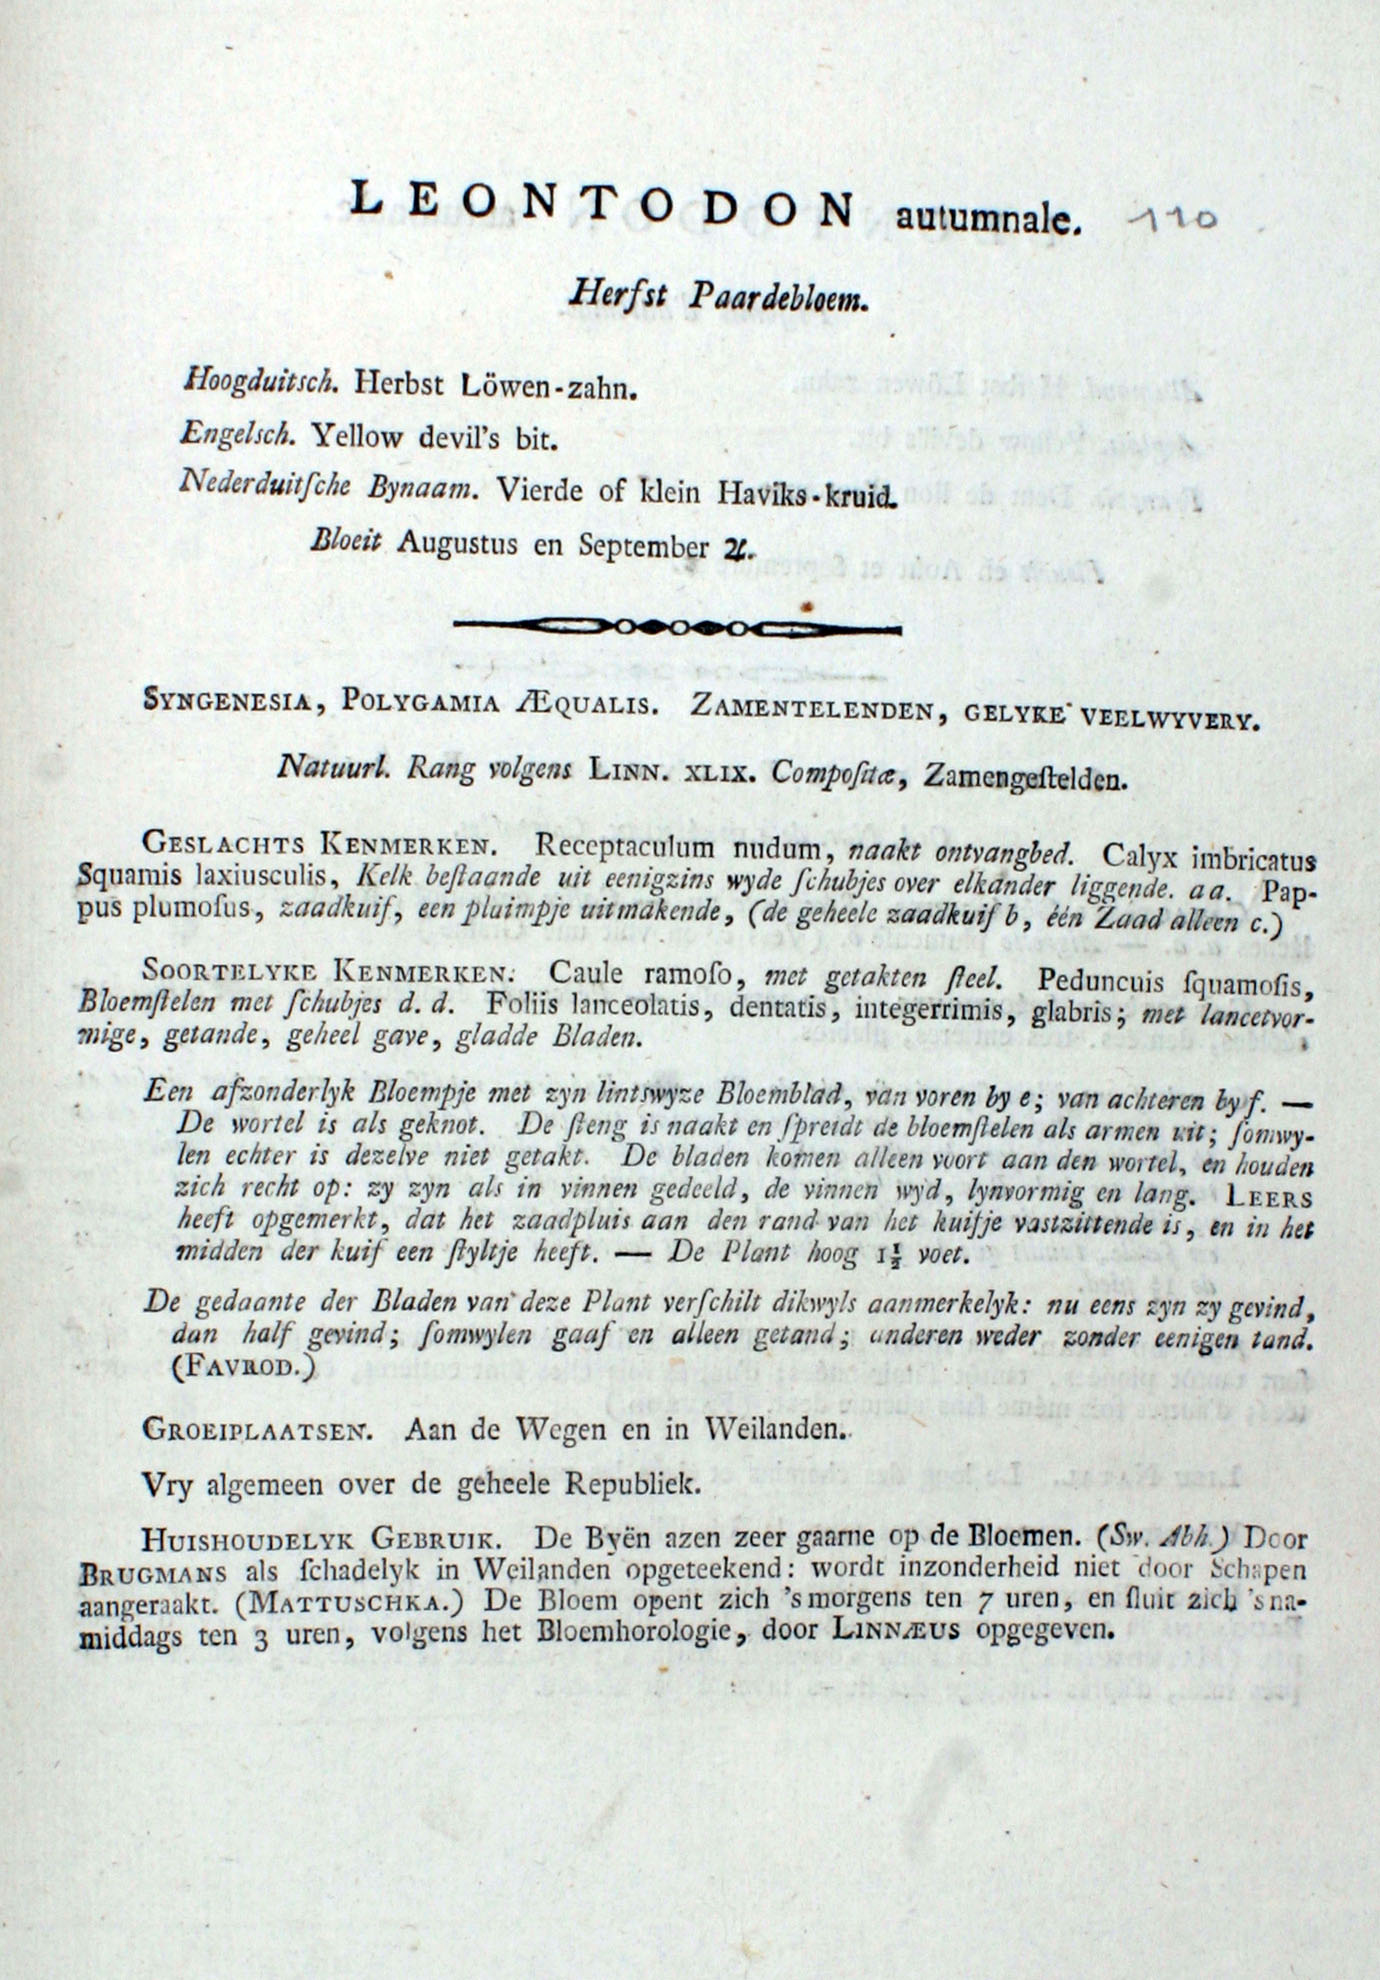 LEONTODON autumnale. 110
Herfst Paardebloem.
Hoogduitsch. Herbst Löwen-zahn.
Engelsch. Yellow devil's bit.
Nederduitſche Bynaam. Vierde of klein Haviks-kruid.
Bloeit Augustus en September ♃.
SYNGENESIA, POLYGAMIA ÆQUALIS. ZAMENTELENDEN, GELYKE VEELWYVERY.
Natuurl. Rang volgens LINN. XLIX. Compoſitæ, Zamengeſtelden.
GESLACHTS KENMERKEN. Receptaculum nudum, naakt ontvangbed. Calyx imbricatus
Squamis laxiusculis, Kelk beſtaande uit eenigzins wyde ſchubjes over elkander liggende. aa. Pap-
pus plumoſus, zaadkuif, een pluimpje uitmakende, (de geheele zaadkuif b, één Zaad alleen c.)
SOORTELYKE KENMERKEN. Caule ramoſo, met getakten ſteel. Peduncuis ſquamoſis,
Bloemſtelen met ſchubjes d. d. Foliis lanceolatis, dentatis, integerrimis, glabris; met lancetvor-
mige, getande, geheel gave, gladde Bladen.
Een afzonderlyk Bloempje met zyn lintswyze Bloemblad, van voren by e; van achteren by f. —
De wortel is als geknot. De ſteng is naakt en ſpreidt de bloemſtelen als armen uit; ſomwy-
len echter is dezelve niet getakt. De bladen komen alleen voort aan den wortel, en houden
zich recht op: zy zyn als in vinnen gedeeld, de vinnen wyd, lynvormig en lang. LEERS
heeft opgemerkt, dat het zaadpluis aan den rand van het kuifje vastzittende is, en in het
midden der kuif een ſtyltje heeft. — De Plant hoog 1½ voet.
De gedaante der Bladen van deze Plant verſchilt dikwyls aanmerkelyk: nu eens zyn zy gevind,
dan half gevind; ſomwylen gaaf en alleen getand; anderen weder zonder eenigen tand.
(FAVROD.)
GROEIPLAATSEN. Aan de Wegen en in Weilanden.
Vry algemeen over de geheele Republiek.
HUISHOUDELYK GEBRUIK. De Byën azen zeer gaarne op de Bloemen. (Sw. Abh.) Door
BRUGMANS als ſchadelyk in Weilanden opgeteekend: wordt inzonderheid niet door Schapen
aangeraakt. (MATTUSCHKA.) De Bloem opent zich 's morgens ten 7 uren, en ſluit zich 's na-
middags ten 3 uren, volgens het Bloemhorologie, door LINNÆUS opgegeven.